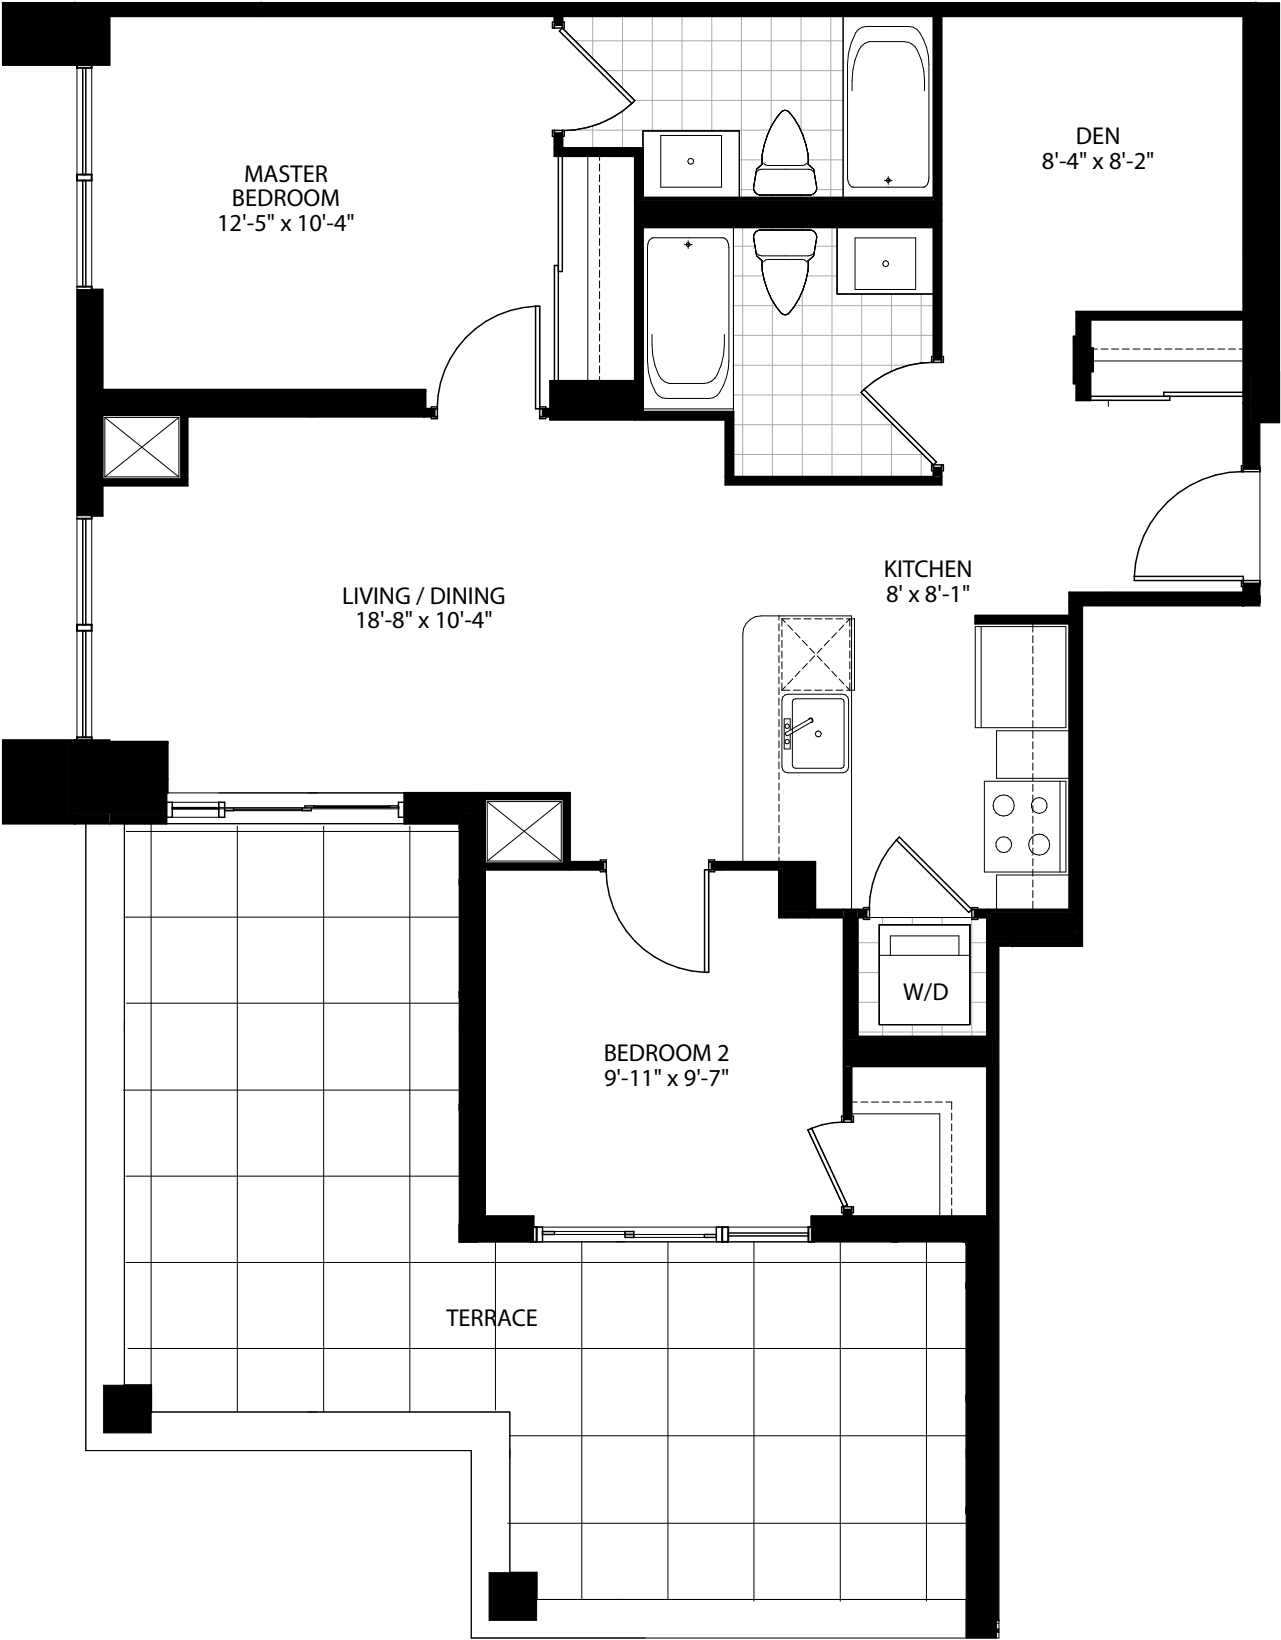 DEN
8'-4" x 8'-2"
MASTER
BEDROOM
12'-5" x 10'-4"
KITCHEN
8' x 8'-1"
LIVING / DINING
18'-8" x 10'-4"
W/D
BEDROOM 2
9'-11" x 9'-7"
TERRACE